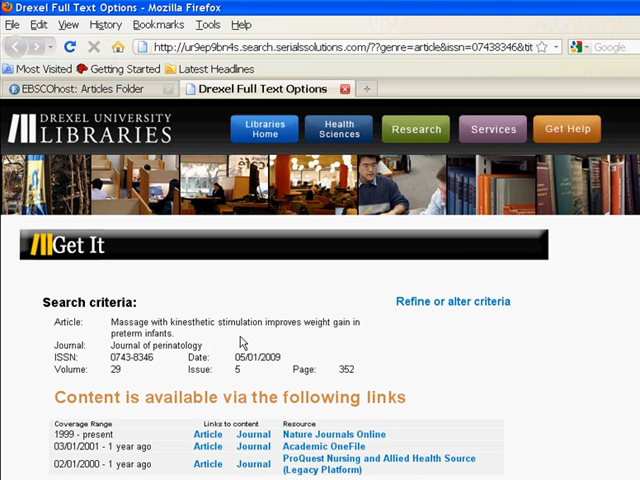 Drexel Full Text Options - Mozilla Firefox
File Edit View History Bookmarks Tools Help
http://ur9ep9bn4s.search.serialssolutions.com/??genre=article&issn=07438346&tit
Google
Most Visited Getting Started Latest Headlines
EBSCOhost: Articles Folder
Drexel Full Text Options
DREXEL UNIVERSITY
LIBRARIES
Libraries
Home
Health
Sciences
Research
Services
Get Help
Get It
Search criteria:
Refine or alter criteria
Article: Massage with kinesthetic stimulation improves weight gain in
preterm infants.
Journal: Journal of perinatology
ISSN: 0743-8346 Date: 05/01/2009
Volume: 29 Issue: 5 Page: 352
Content is available via the following links
Coverage Range Links to content Resource
1999 - present Article Journal Nature Journals Online
03/01/2001 - 1 year ago Article Journal Academic OneFile
02/01/2000 - 1 year ago Article Journal ProQuest Nursing and Allied Health Source
(Legacy Platform)